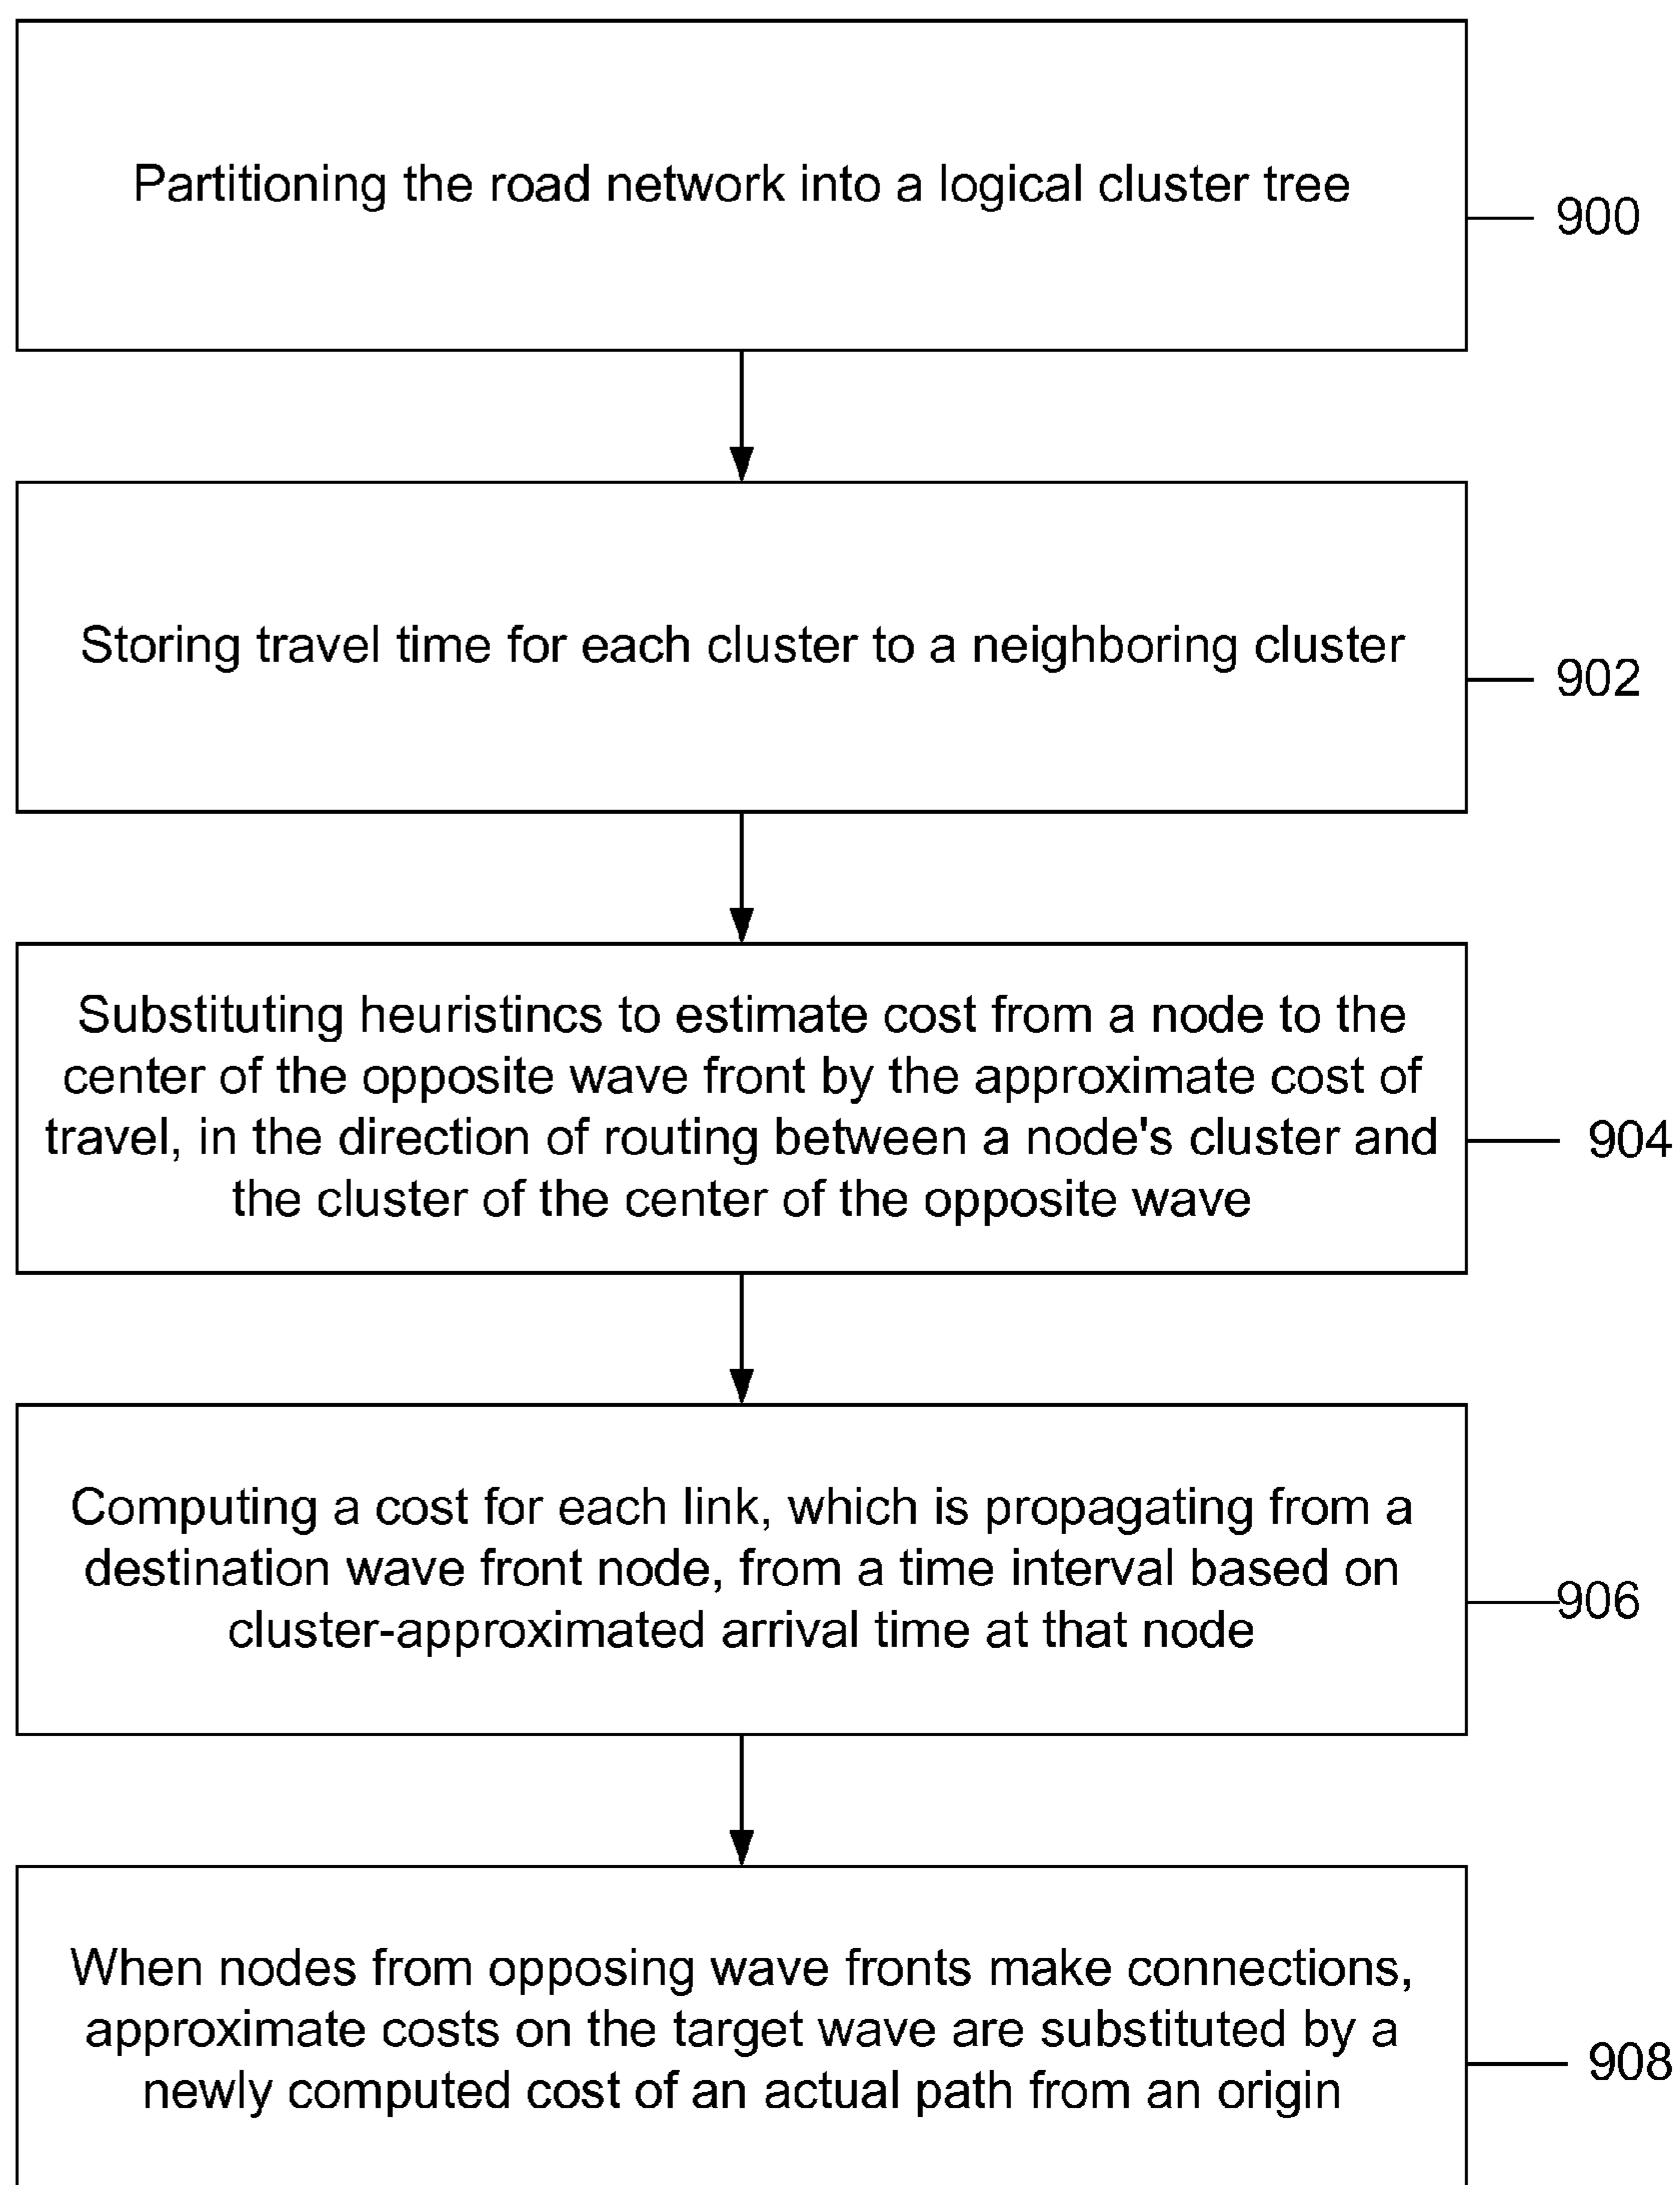 Partitioning the road network into a logical cluster tree
900
Storing travel time for each cluster to a neighboring cluster
902
Substituting heuristincs to estimate cost from a node to the
center of the opposite wave front by the approximate cost of
travel, in the direction of routing between a node's cluster and
the cluster of the center of the opposite wave
904
Computing a cost for each link, which is propagating from a
destination wave front node, from a time interval based on
cluster-approximated arrival time at that node
906
When nodes from opposing wave fronts make connections,
approximate costs on the target wave are substituted by a
newly computed cost of an actual path from an origin
908